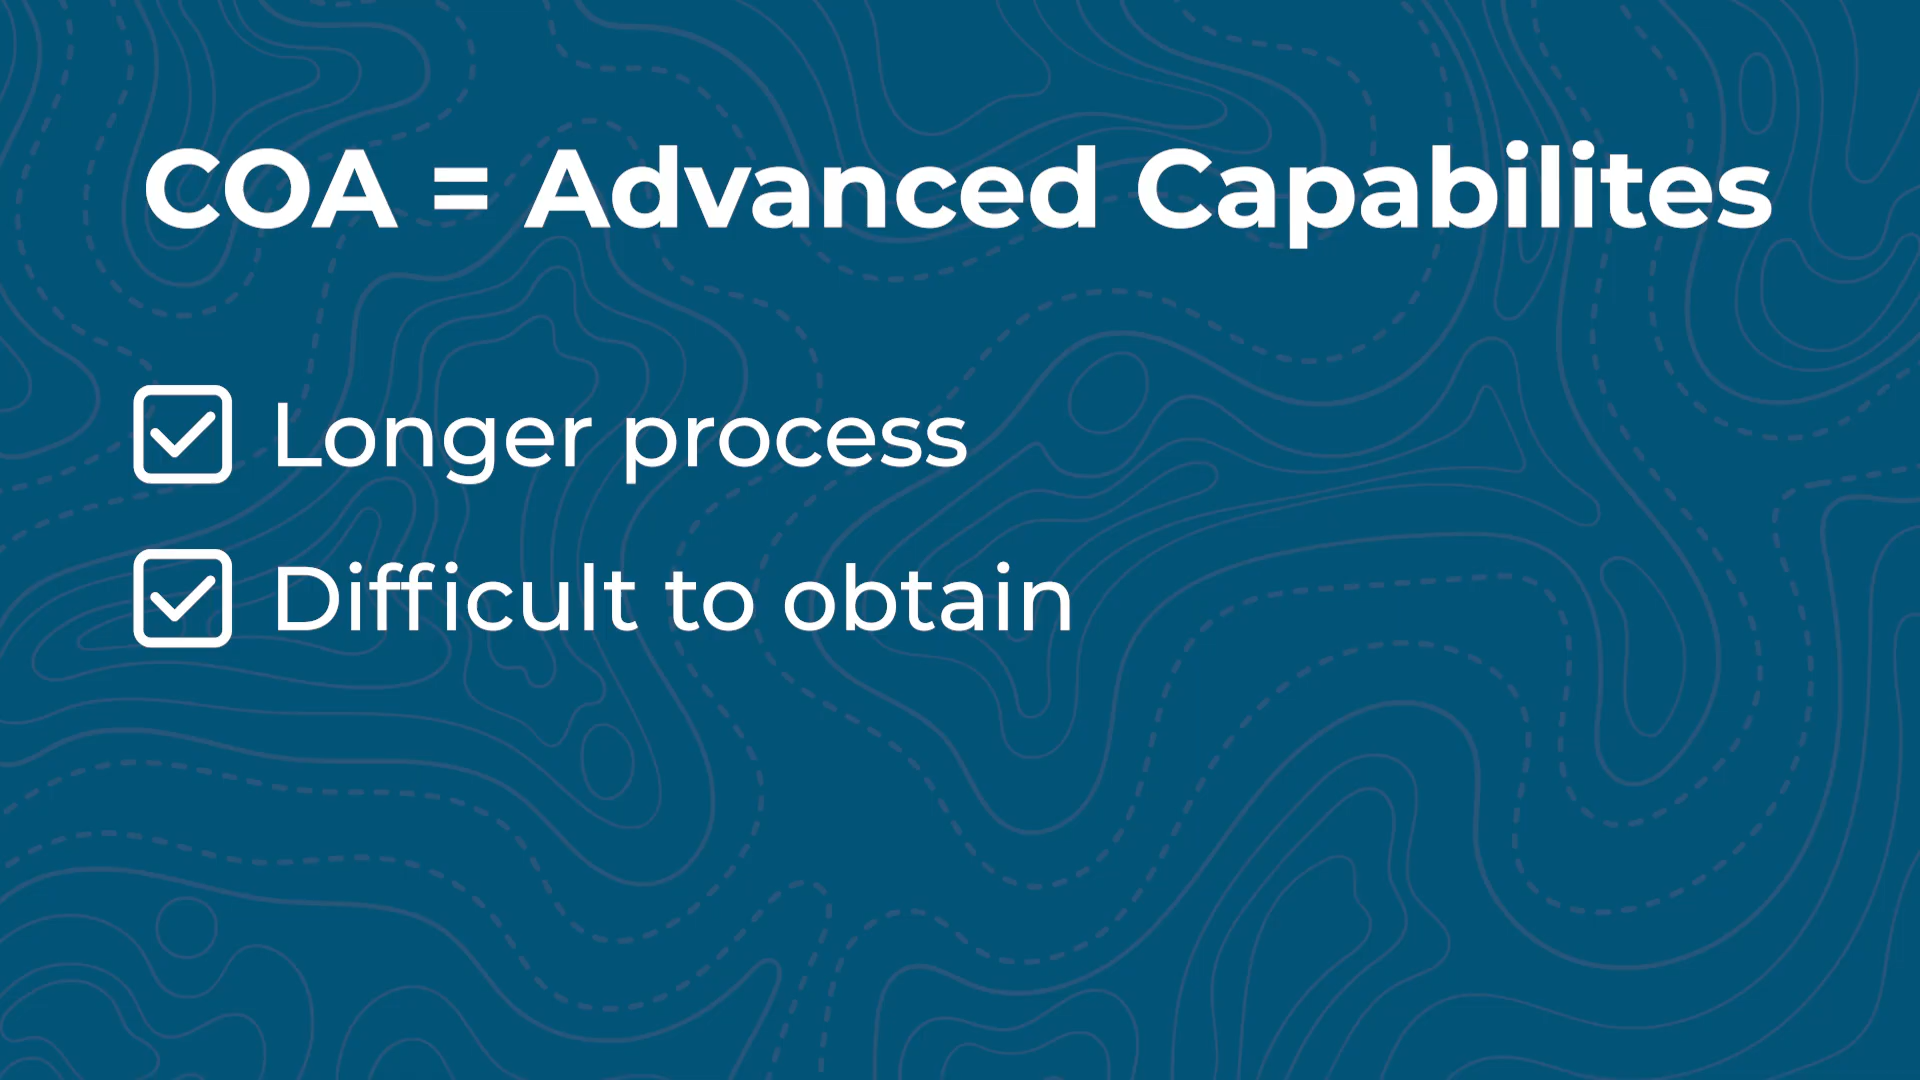 COA = Advanced Capabilites
Longer process
Difficult to obtain